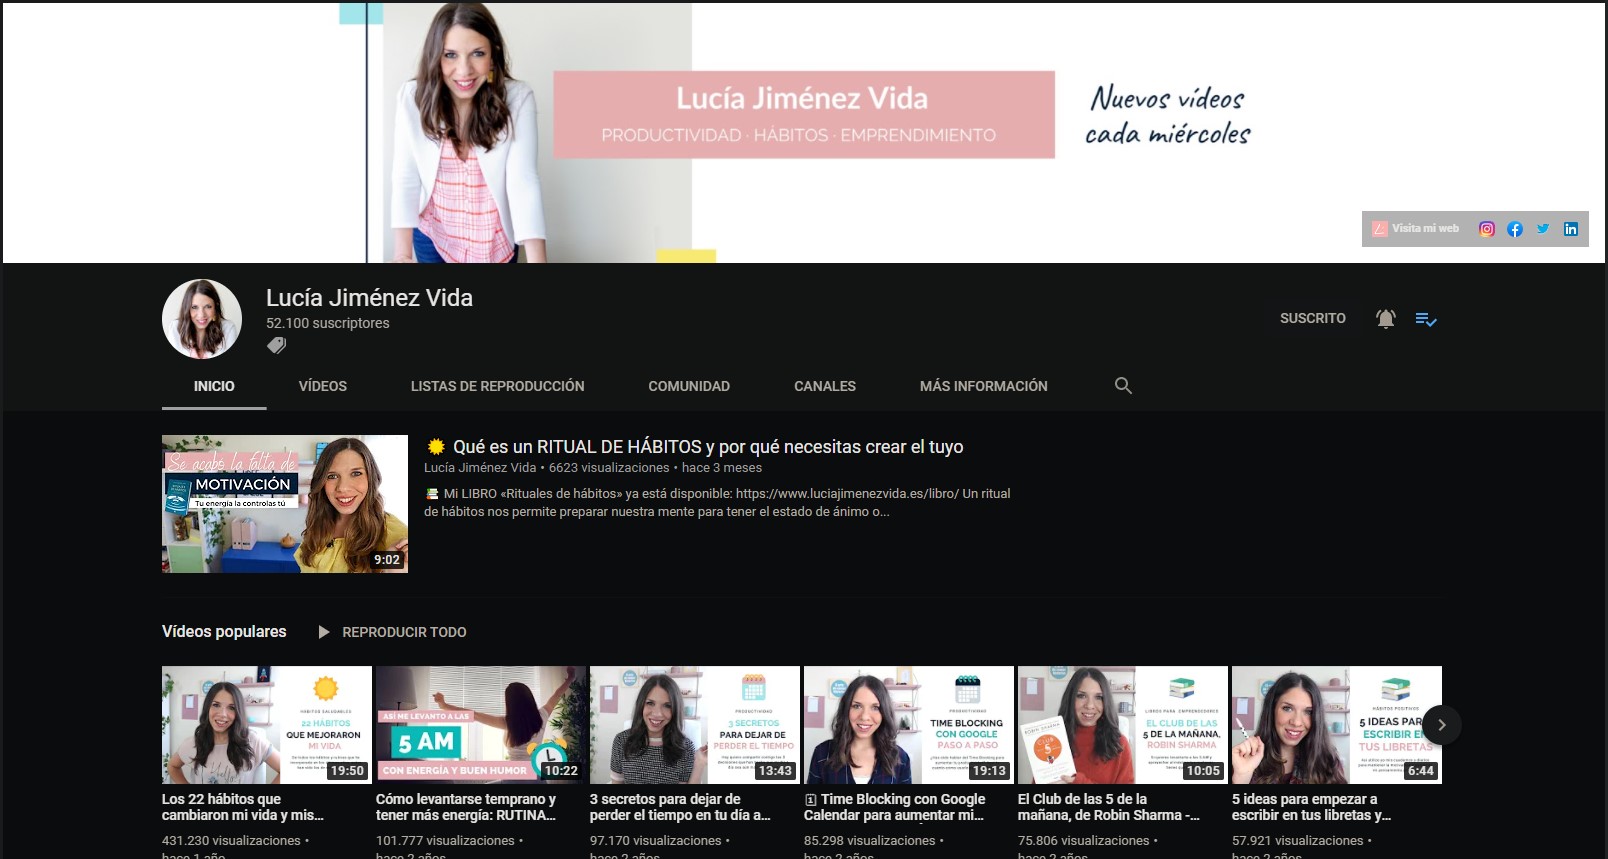 Lucía Jiménez Vida
PRODUCTIVIDAD · HÁBITOS · EMPRENDIMIENTO
Nuevos vídeos
cada miércoles
Visita mi web
Lucía Jiménez Vida
52.100 suscriptores
SUSCRITO
INICIO VÍDEOS LISTAS DE REPRODUCCIÓN COMUNIDAD CANALES MÁS INFORMACIÓN
Se acabó la falta de
MOTIVACIÓN
Tu energía la controlas tú
9:02
Qué es un RITUAL DE HÁBITOS y por qué necesitas crear el tuyo
Lucía Jiménez Vida • 6623 visualizaciones • hace 3 meses
Mi LIBRO «Rituales de hábitos» ya está disponible: https://www.luciajimenezvida.es/libro/ Un ritual
de hábitos nos permite preparar nuestra mente para tener el estado de ánimo o...
Vídeos populares REPRODUCIR TODO
HÁBITOS SALUDABLES
22 HÁBITOS
QUE MEJORARON
MI VIDA
19:50
Los 22 hábitos que
cambiaron mi vida y mis...
431.230 visualizaciones •
hace 1 año
ASÍ ME LEVANTO A LAS
5 AM
CON ENERGÍA Y BUEN HUMOR
10:22
Cómo levantarse temprano y
tener más energía: RUTINA...
101.777 visualizaciones •
hace 2 años
PRODUCTIVIDAD
3 SECRETOS
PARA DEJAR DE
PERDER EL TIEMPO
13:43
3 secretos para dejar de
perder el tiempo en tu día a...
97.170 visualizaciones •
hace 2 años
PRODUCTIVIDAD
TIME BLOCKING
CON GOOGLE
PASO A PASO
19:13
Time Blocking con Google
Calendar para aumentar mi...
85.298 visualizaciones •
hace 2 años
ROBIN SHARMA
EL CLUB
LIBROS PARA EMPRENDEDORES
EL CLUB DE LAS
5 DE LA MAÑANA,
ROBIN SHARMA
10:05
El Club de las 5 de la
mañana, de Robin Sharma -...
75.806 visualizaciones •
hace 2 años
HÁBITOS POSITIVOS
5 IDEAS PARA
ESCRIBIR EN
TUS LIBRETAS
6:44
5 ideas para empezar a
escribir en tus libretas y...
57.921 visualizaciones •
hace 2 años